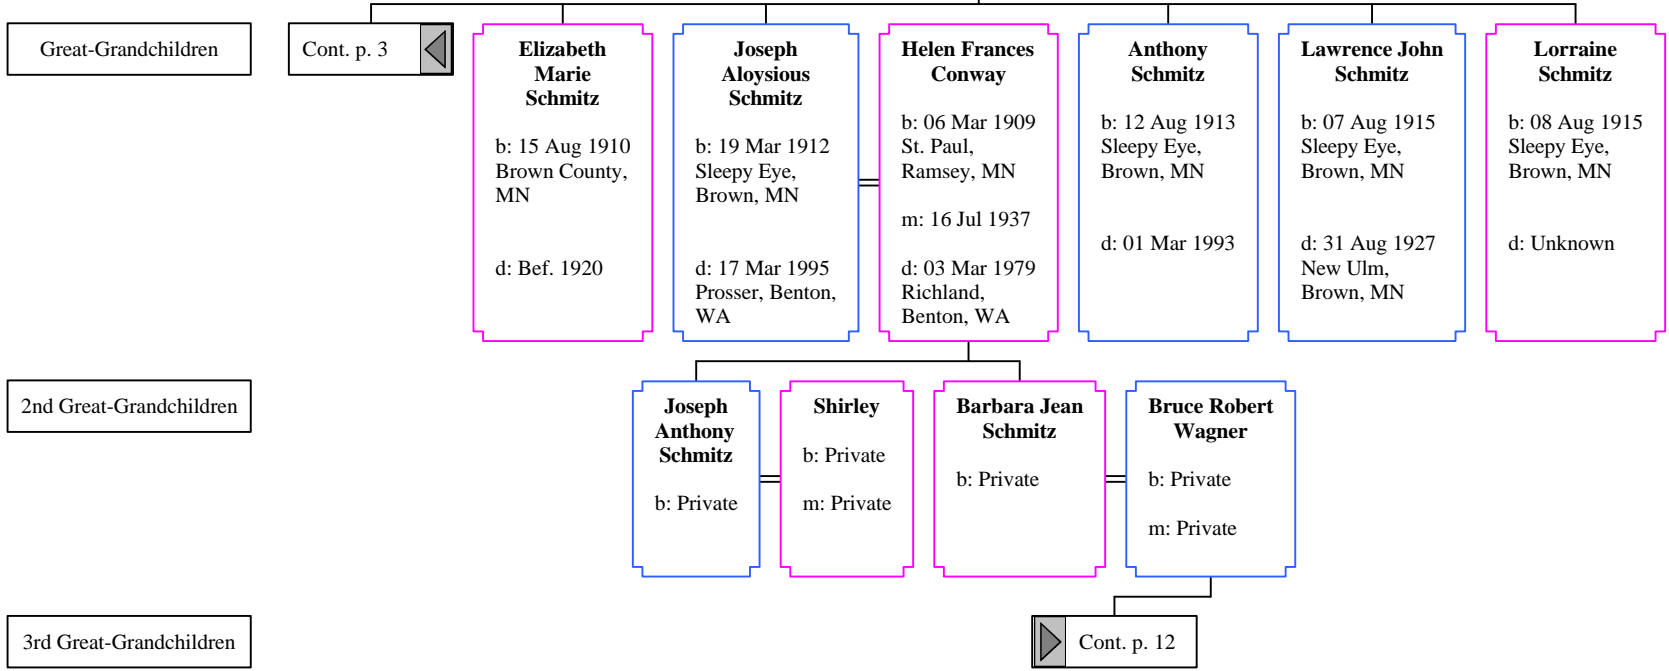 Great-Grandchildren
Cont. p. 3
Elizabeth
Marie
Schmitz
b: 15 Aug 1910
Brown County,
MN
d: Bef. 1920
Joseph
Aloysious
Schmitz
b: 19 Mar 1912
Sleepy Eye,
Brown, MN
d: 17 Mar 1995
Prosser, Benton,
WA
Helen Frances
Conway
b: 06 Mar 1909
St. Paul,
Ramsey, MN
m: 16 Jul 1937
d: 03 Mar 1979
Richland,
Benton, WA
Anthony
Schmitz
b: 12 Aug 1913
Sleepy Eye,
Brown, MN
d: 01 Mar 1993
Lawrence John
Schmitz
b: 07 Aug 1915
Sleepy Eye,
Brown, MN
d: 31 Aug 1927
New Ulm,
Brown, MN
Lorraine
Schmitz
b: 08 Aug 1915
Sleepy Eye,
Brown, MN
d: Unknown
2nd Great-Grandchildren
Joseph
Anthony
Schmitz
b: Private
Shirley
b: Private
m: Private
Barbara Jean
Schmitz
b: Private
Bruce Robert
Wagner
b: Private
m: Private
3rd Great-Grandchildren
Cont. p. 12